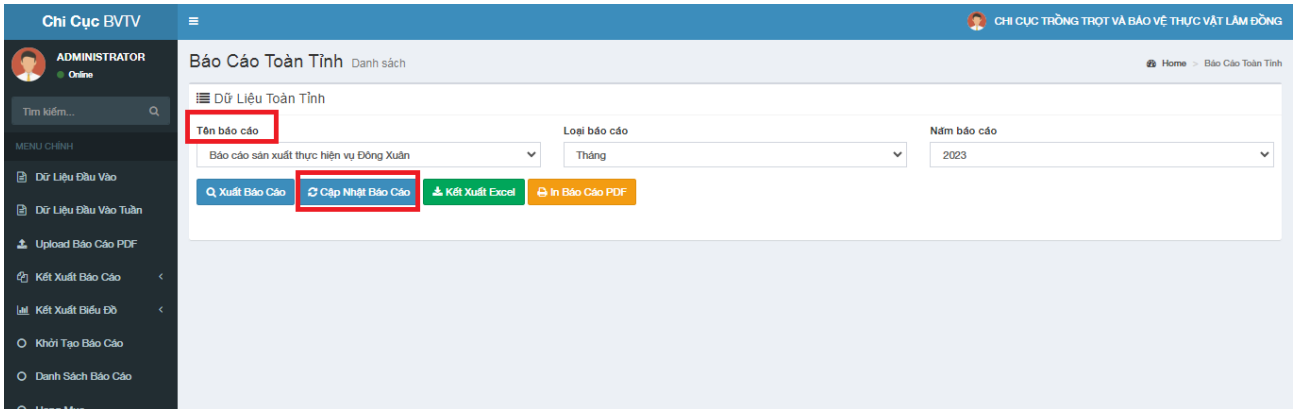 Chi Cục BVTV
CHI CỤC TRỒNG TRỌT VÀ BẢO VỆ THỰC VẬT LÂM ĐỒNG
ADMINISTRATOR
Online
Tìm kiếm...
MENU CHÍNH
Dữ Liệu Đầu Vào
Dữ Liệu Đầu Vào Tuần
Upload Báo Cáo PDF
Kết Xuất Báo Cáo
Kết Xuất Biểu Đồ
Khởi Tạo Báo Cáo
Danh Sách Báo Cáo
Hạng Mục
Báo Cáo Toàn Tỉnh Danh sách
Home > Báo Cáo Toàn Tỉnh
Dữ Liệu Toàn Tỉnh
Tên báo cáo Loại báo cáo Năm báo cáo
Báo cáo sản xuất thực hiện vụ Đông Xuân Tháng 2023
Xuất Báo Cáo Cập Nhật Báo Cáo Kết Xuất Excel In Báo Cáo PDF